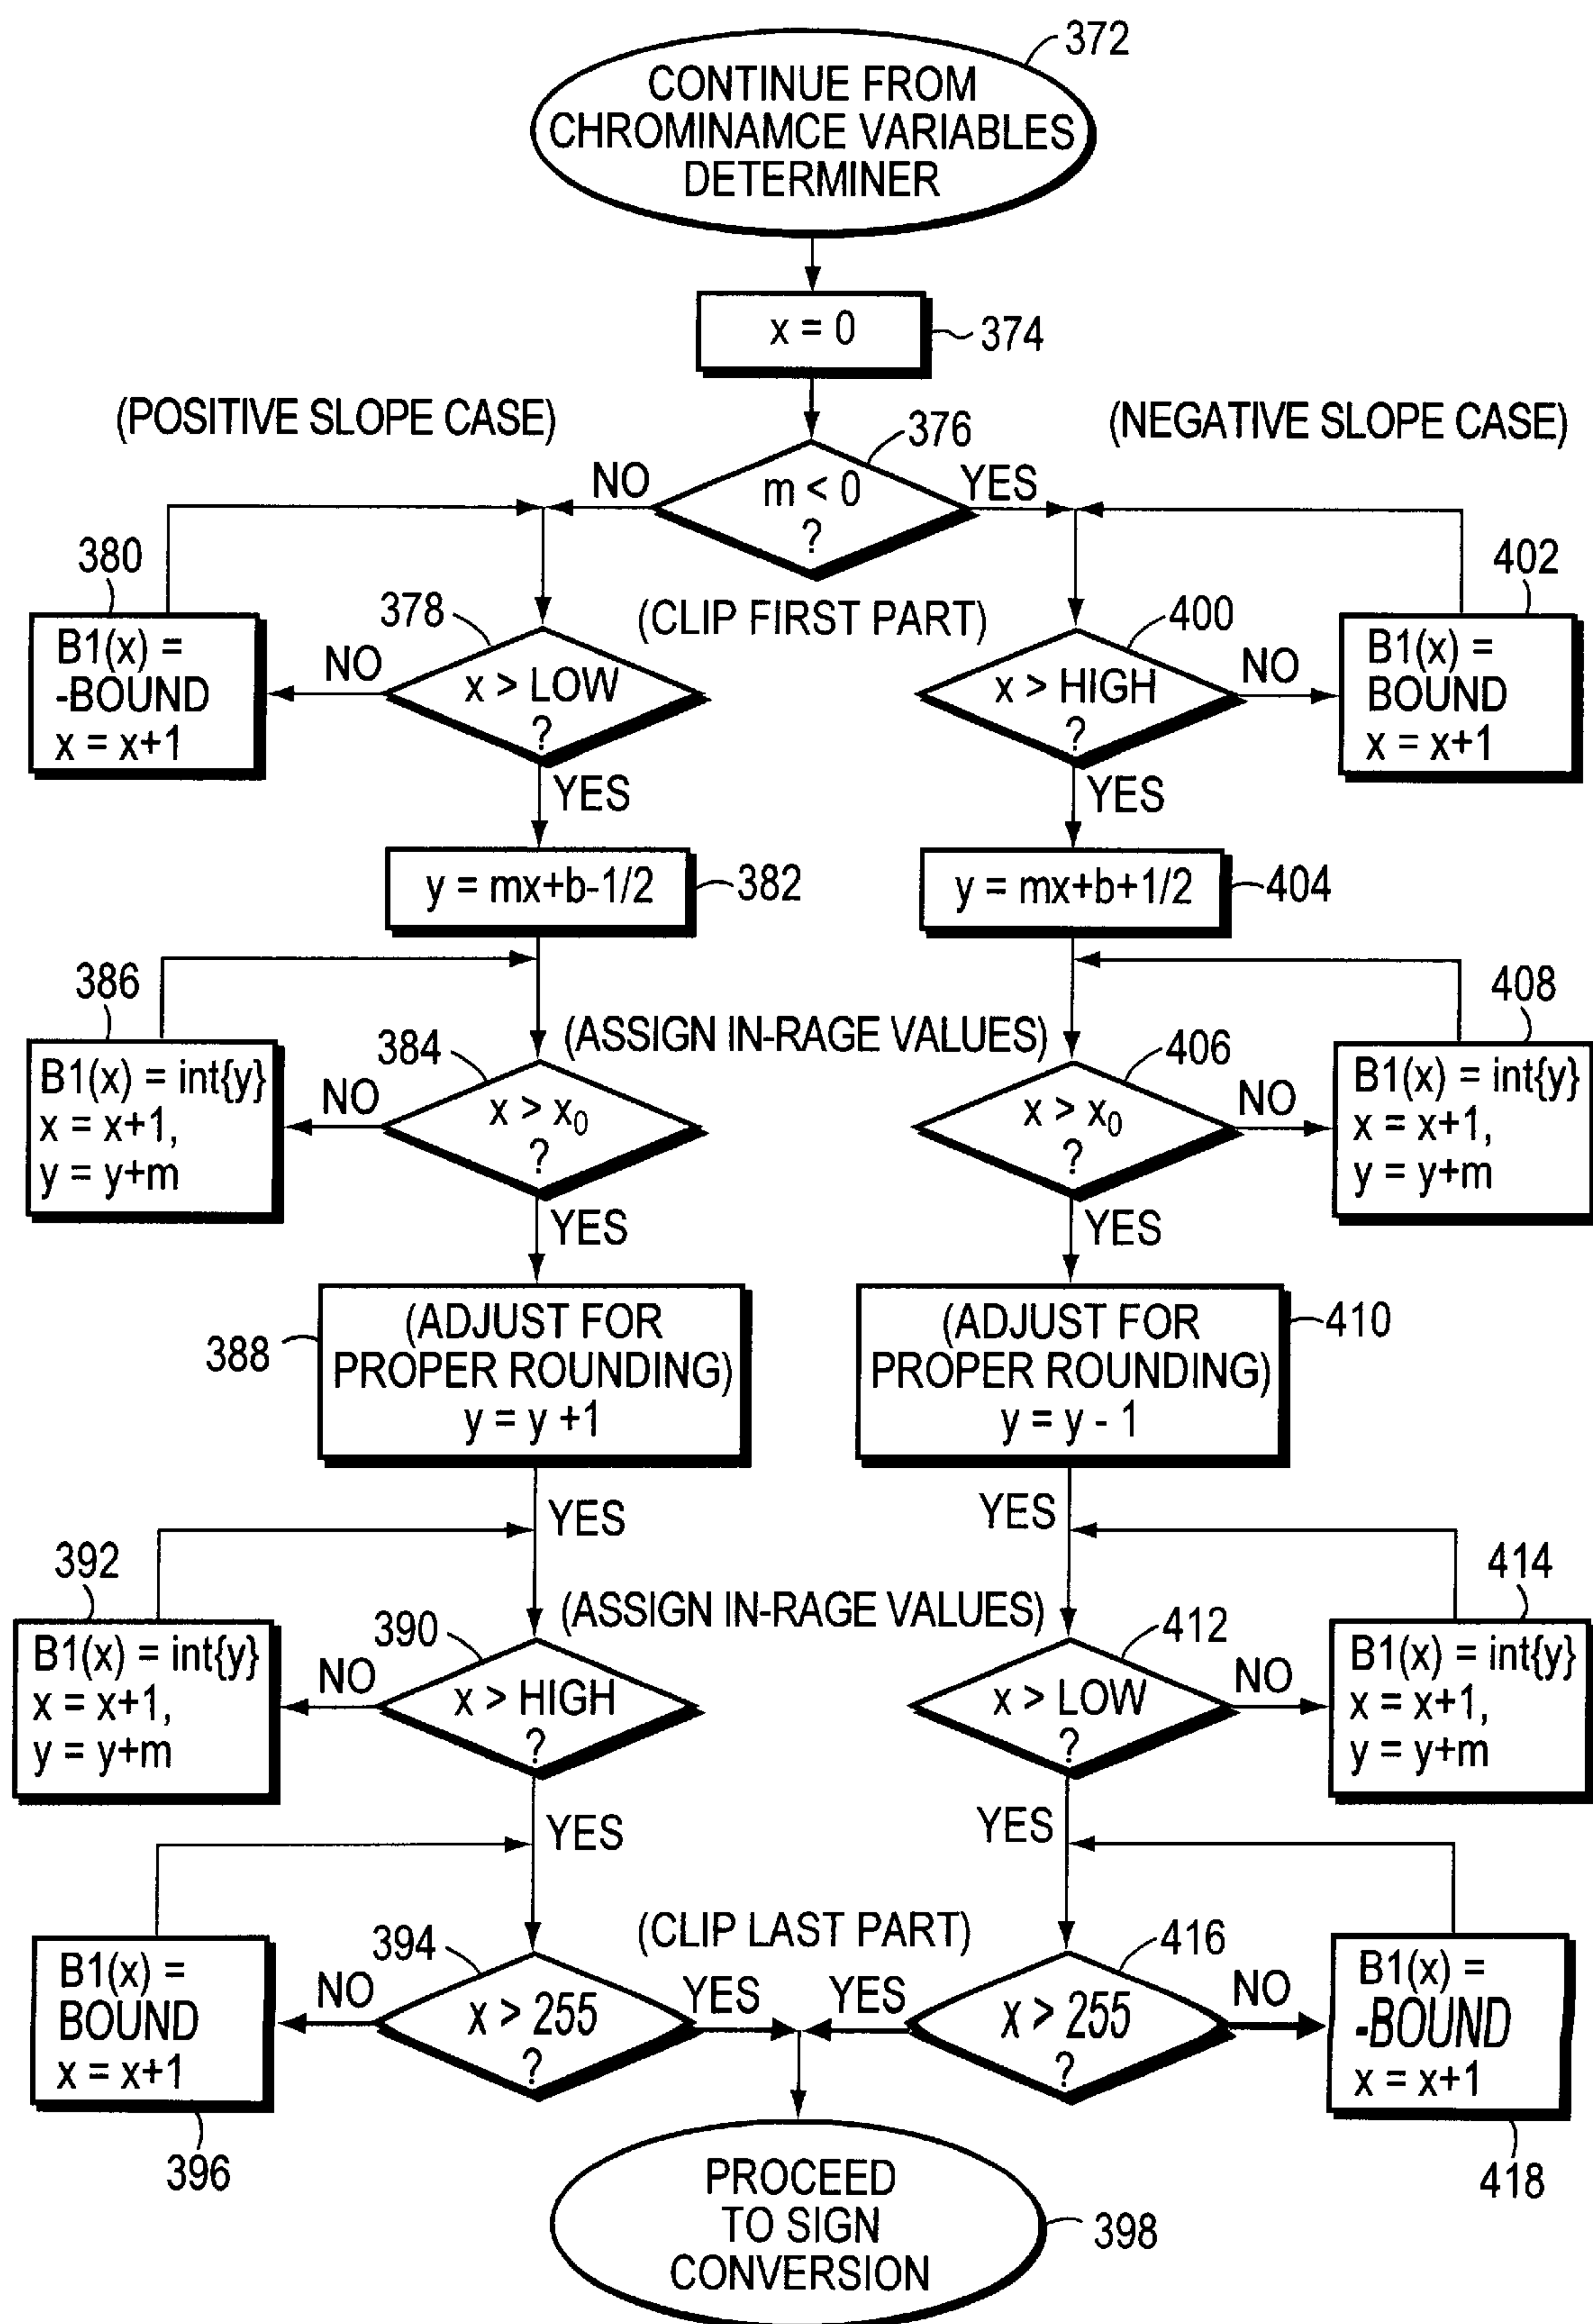 372
CONTINUE FROM
CHROMINAMCE VARIABLES
DETERMINER
x = 0
374
(POSITIVE SLOPE CASE)
(NEGATIVE SLOPE CASE)
376
NO
m < 0
?
YES
380
B1(x) =
-BOUND
x = x+1
NO
378
x > LOW
?
(CLIP FIRST PART)
400
x > HIGH
?
NO
402
B1(x) =
BOUND
x = x+1
YES
YES
y = mx+b-1/2
382
y = mx+b+1/2
404
386
B1(x) = int{y}
x = x+1,
y = y+m
NO
384
x > x₀
?
(ASSIGN IN-RAGE VALUES)
406
x > x₀
?
NO
408
B1(x) = int{y}
x = x+1,
y = y+m
YES
YES
388
(ADJUST FOR
PROPER ROUNDING)
y = y +1
(ADJUST FOR
PROPER ROUNDING)
y = y - 1
410
YES
YES
392
B1(x) = int{y}
x = x+1,
y = y+m
NO
390
x > HIGH
?
(ASSIGN IN-RAGE VALUES)
412
x > LOW
?
NO
414
B1(x) = int{y}
x = x+1,
y = y+m
YES
YES
B1(x) =
BOUND
x = x+1
396
NO
394
x > 255
?
YES
(CLIP LAST PART)
YES
416
x > 255
?
NO
B1(x) =
-BOUND
x = x+1
418
PROCEED
TO SIGN
CONVERSION
398